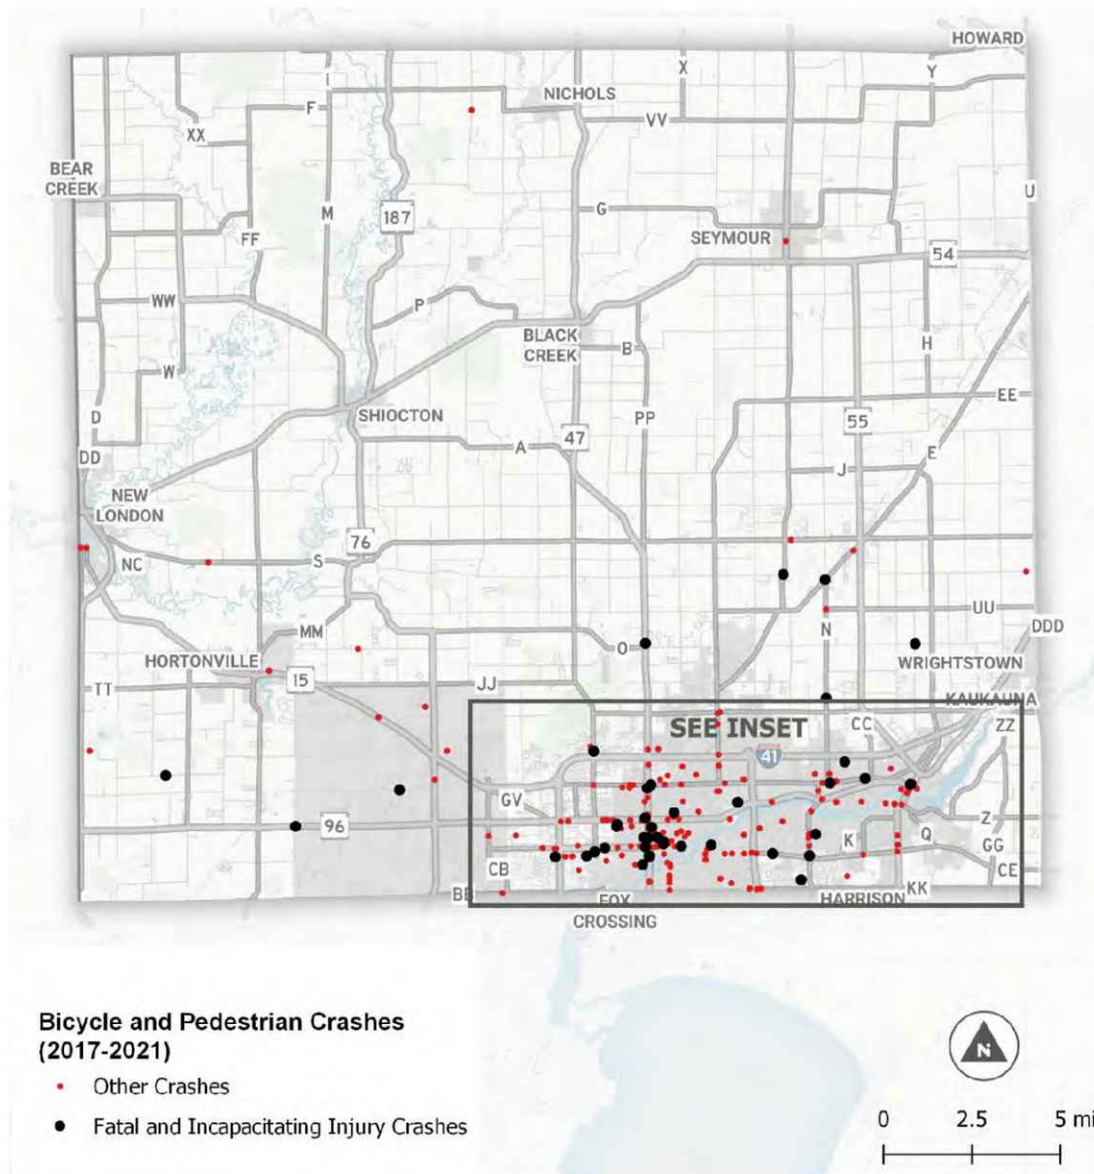 HOWARD
I
X
Y
NICHOLS
F
VV
XX
BEAR
CREEK
U
M
187
G
FF
SEYMOUR
54
WW
P
BLACK
CREEK
B
H
W
EE
D
SHIOCTON
PP
55
47
A
E
DD
J
NEW
LONDON
76
NC
S
UU
DDD
MM
N
O
HORTONVILLE
WRIGHTSTOWN
15
TT
JJ
KAUKAUNA
SEE INSET
CC
ZZ
41
GV
96
Z
K
Q
GG
CB
CE
BB
KK
FOX
CROSSING
HARRISON
Bicycle and Pedestrian Crashes
(2017-2021)
Other Crashes
Fatal and Incapacitating Injury Crashes
N
0 2.5 5 mi